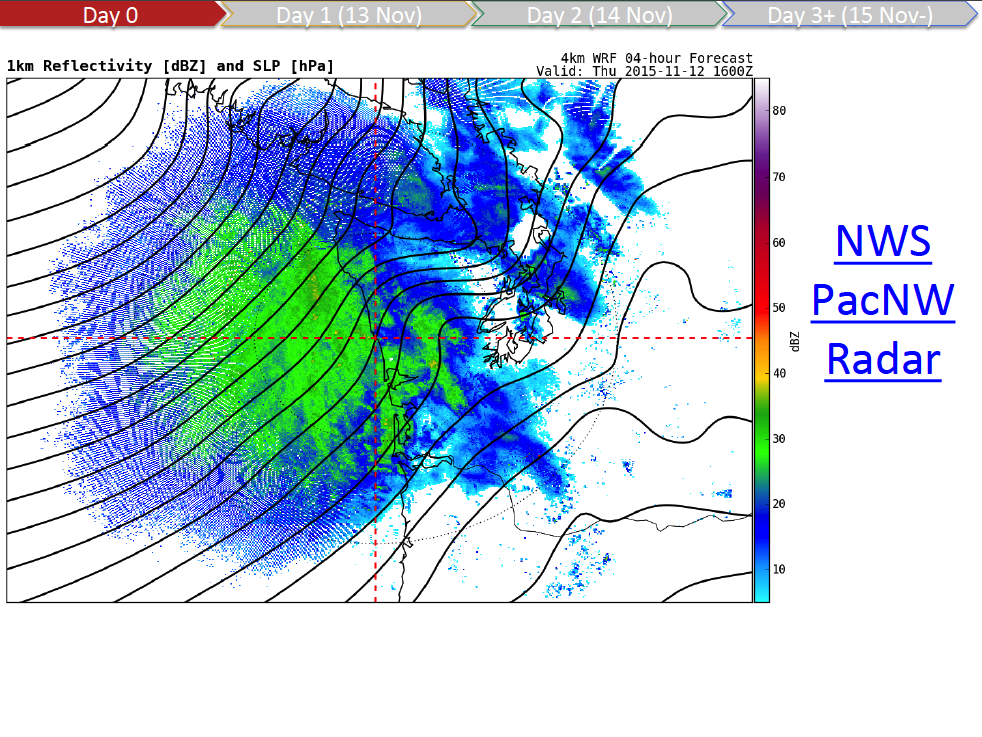 Day 0
Day 1 (13 Nov)
Day 2 (14 Nov)
Day 3+ (15 Nov-)
1km Reflectivity [dBZ] and SLP [hPa]
4km WRF 04-hour Forecast
Valid: Thu 2015-11-12 1600Z
80
70
60
50
40
30
20
10
dBZ
NWS
PacNW
Radar